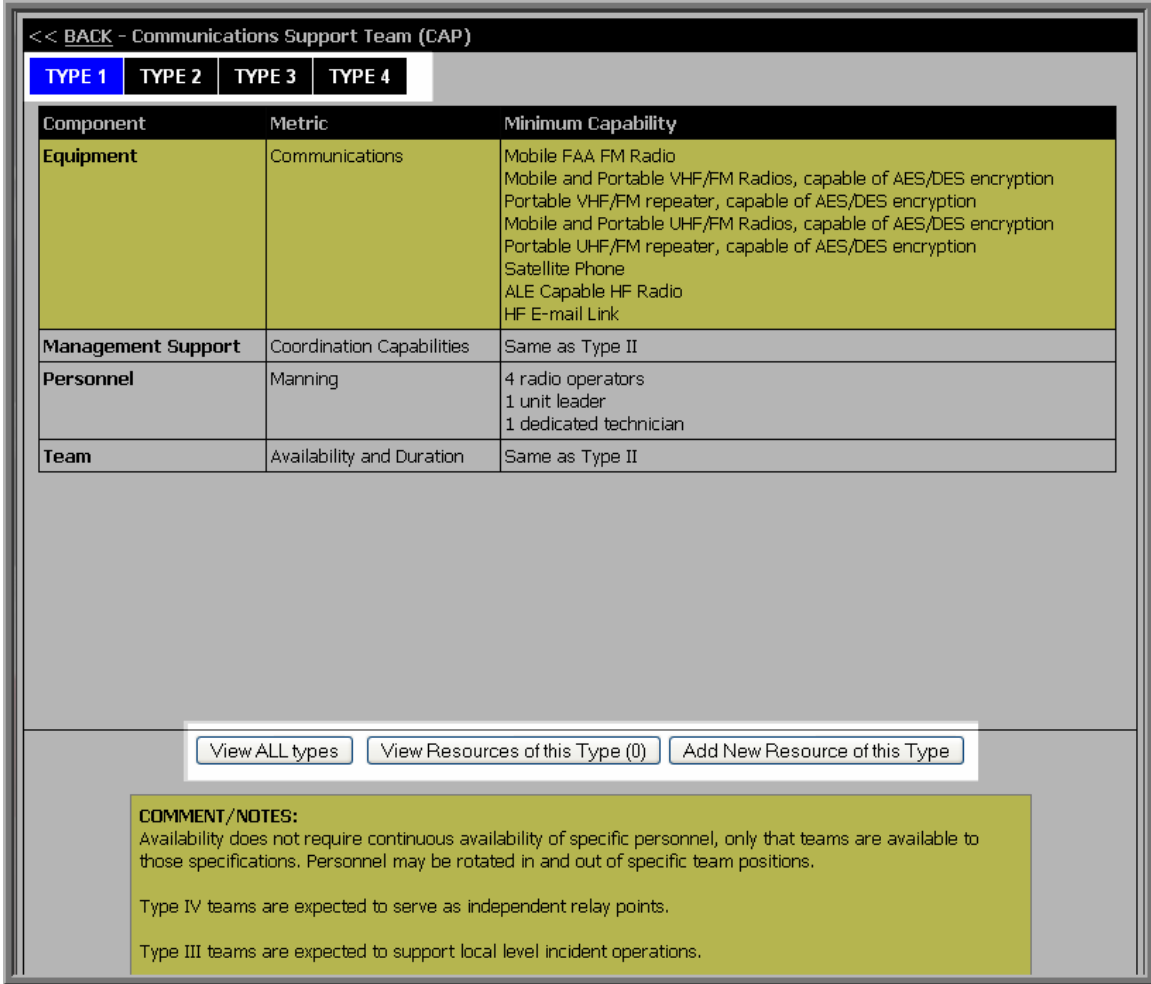 << BACK - Communications Support Team (CAP)
TYPE 1 TYPE 2 TYPE 3 TYPE 4
Component Metric Minimum Capability
Equipment Communications Mobile FAA FM Radio
Mobile and Portable VHF/FM Radios, capable of AES/DES encryption
Portable VHF/FM repeater, capable of AES/DES encryption
Mobile and Portable UHF/FM Radios, capable of AES/DES encryption
Portable UHF/FM repeater, capable of AES/DES encryption
Satellite Phone
ALE Capable HF Radio
HF E-mail Link
Management Support Coordination Capabilities Same as Type II
Personnel Manning 4 radio operators
1 unit leader
1 dedicated technician
Team Availability and Duration Same as Type II
View ALL types View Resources of this Type (0) Add New Resource of this Type
COMMENT/NOTES:
Availability does not require continuous availability of specific personnel, only that teams are available to
those specifications. Personnel may be rotated in and out of specific team positions.
Type IV teams are expected to serve as independent relay points.
Type III teams are expected to support local level incident operations.